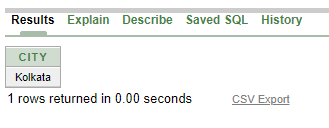 Results Explain Describe Saved SQL History
CITY
Kolkata
1 rows returned in 0.00 seconds CSV Export